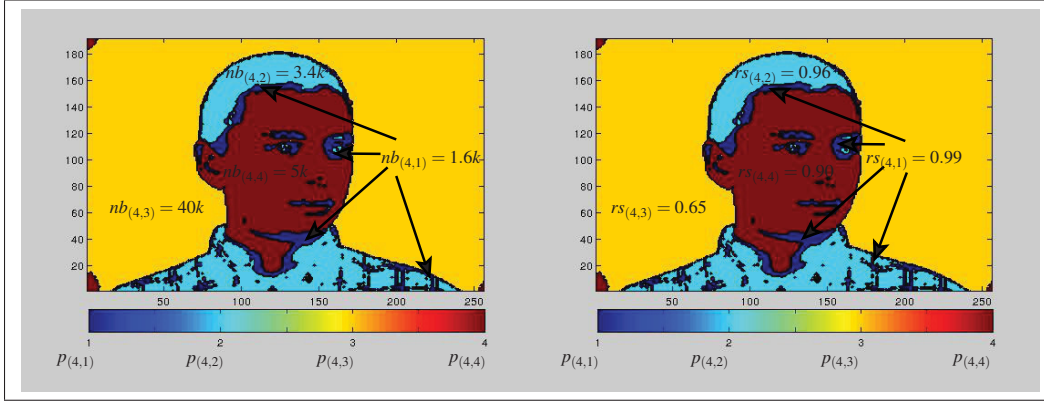 180
160
140
120
100
80
60
40
20
nb(4,2) = 3.4k
nb(4,1) = 1.6k
nb(4,4) = 5k
nb(4,3) = 40k
50 100 150 200 250
1 2 3 4
p(4,1) p(4,2) p(4,3) p(4,4)
180
160
140
120
100
80
60
40
20
rs(4,2) = 0.96
rs(4,1) = 0.99
rs(4,4) = 0.90
rs(4,3) = 0.65
50 100 150 200 250
1 2 3 4
p(4,1) p(4,2) p(4,3) p(4,4)